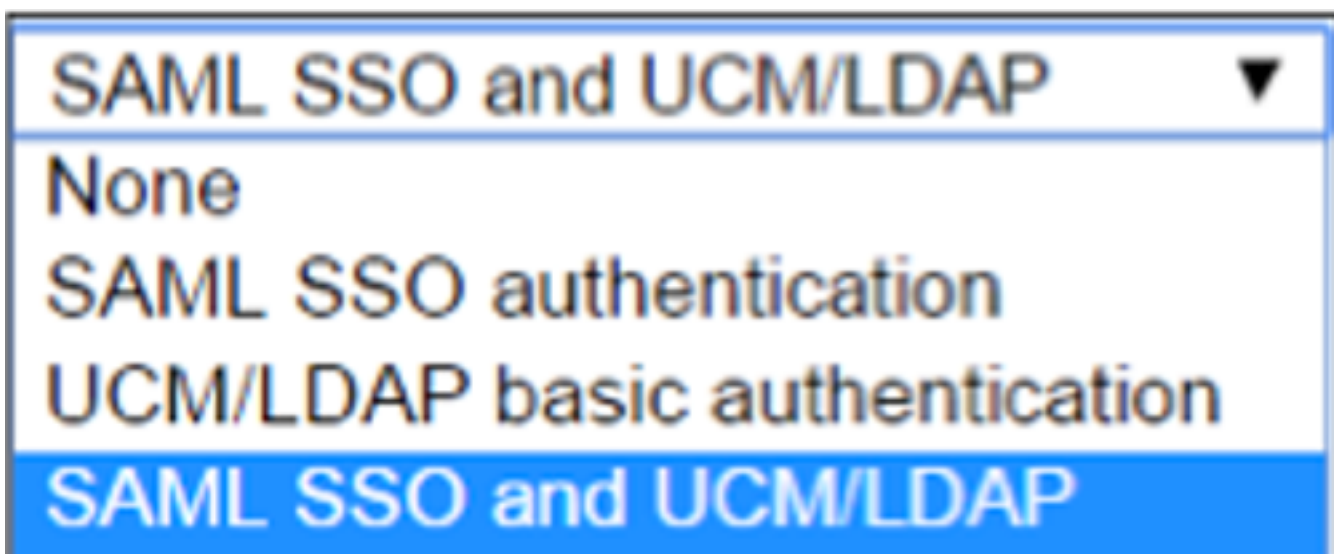 SAML SSO and UCM/LDAP ▼
None
SAML SSO authentication
UCM/LDAP basic authentication
SAML SSO and UCM/LDAP